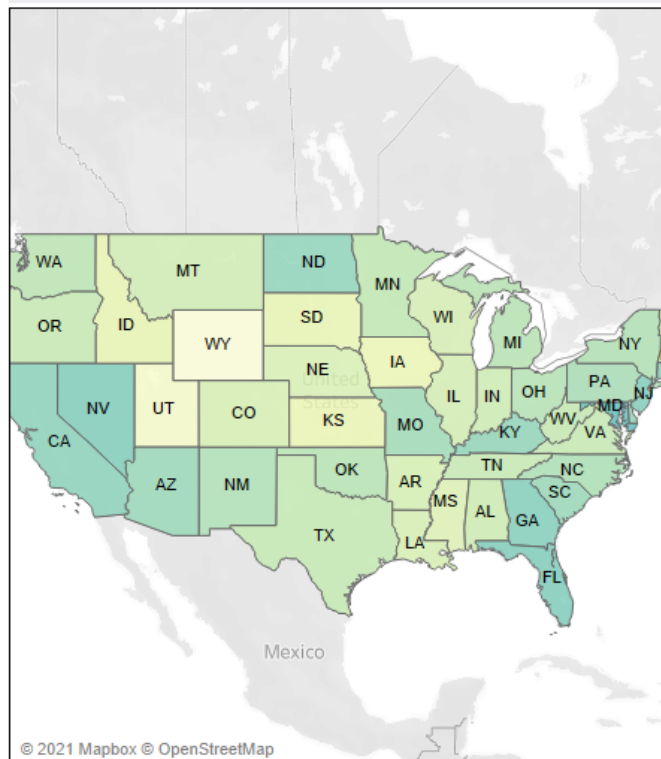 WA
MT
ND
MN
OR
ID
SD
WI
MI
NY
WY
IA
NE
United
States
PA
NJ
NV
UT
CO
IL
IN
OH
MD
CA
KS
MO
WV
VA
KY
AZ
NM
OK
AR
TN
NC
SC
MS
AL
GA
TX
LA
FL
Mexico
© 2021 Mapbox © OpenStreetMap